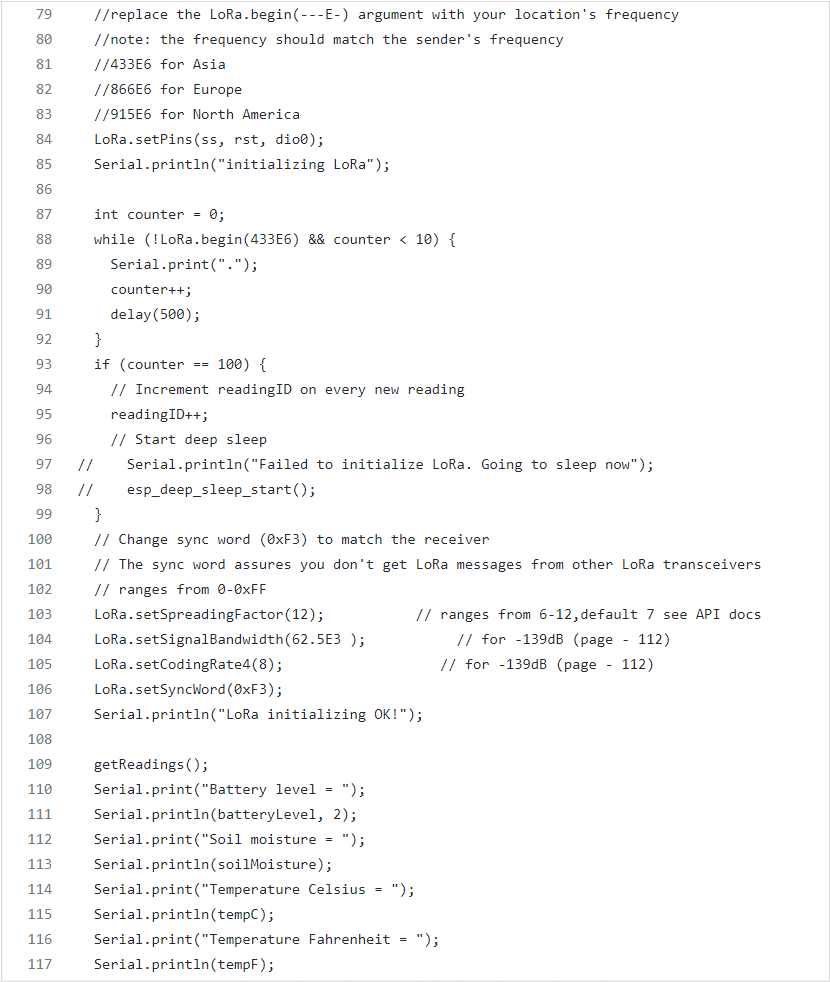 79 //replace the LoRa.begin(---E-) argument with your location's frequency
80 //note: the frequency should match the sender's frequency
81 //433E6 for Asia
82 //866E6 for Europe
83 //915E6 for North America
84 LoRa.setPins(ss, rst, dio0);
85 Serial.println("initializing LoRa");
86
87 int counter = 0;
88 while (!LoRa.begin(433E6) && counter < 10) {
89 Serial.print(".");
90 counter++;
91 delay(500);
92 }
93 if (counter == 100) {
94 // Increment readingID on every new reading
95 readingID++;
96 // Start deep sleep
97 // Serial.println("Failed to initialize LoRa. Going to sleep now");
98 // esp_deep_sleep_start();
99 }
100 // Change sync word (0xF3) to match the receiver
101 // The sync word assures you don't get LoRa messages from other LoRa transceivers
102 // ranges from 0-0xFF
103 LoRa.setSpreadingFactor(12); // ranges from 6-12,default 7 see API docs
104 LoRa.setSignalBandwidth(62.5E3 ); // for -139dB (page - 112)
105 LoRa.setCodingRate4(8); // for -139dB (page - 112)
106 LoRa.setSyncWord(0xF3);
107 Serial.println("LoRa initializing OK!");
108
109 getReadings();
110 Serial.print("Battery level = ");
111 Serial.println(batteryLevel, 2);
112 Serial.print("Soil moisture = ");
113 Serial.println(soilMoisture);
114 Serial.print("Temperature Celsius = ");
115 Serial.println(tempC);
116 Serial.print("Temperature Fahrenheit = ");
117 Serial.println(tempF);